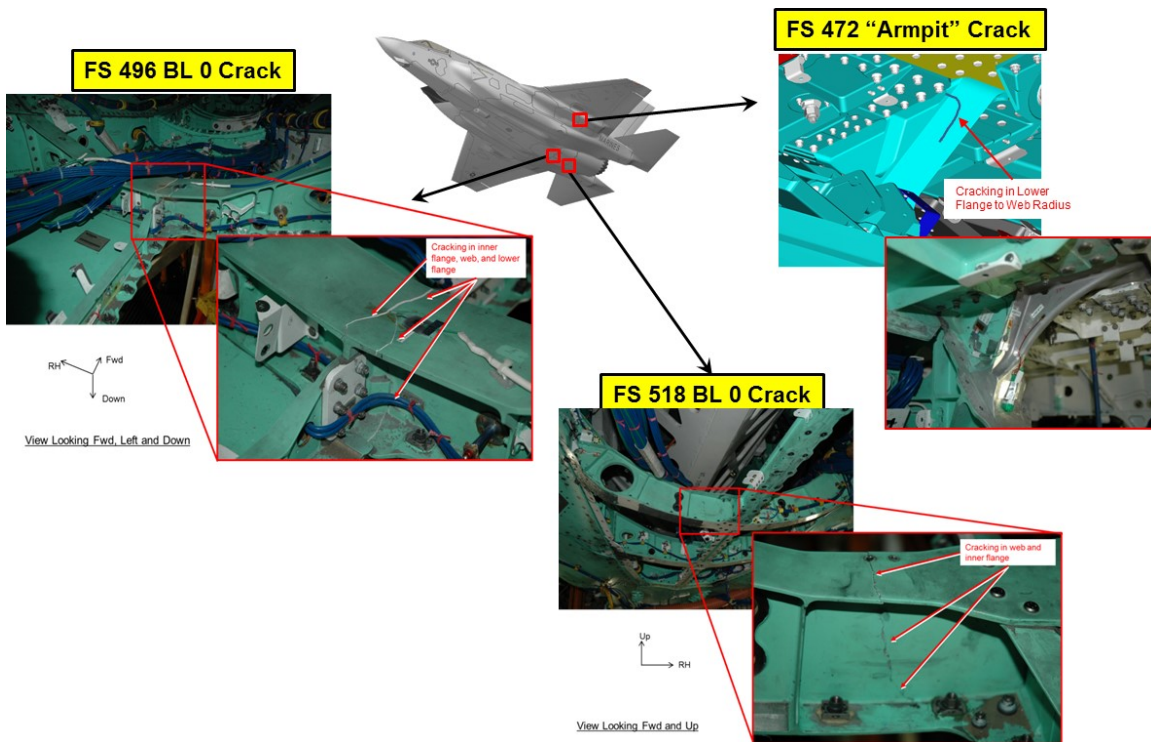 FS 496 BL 0 Crack
Cracking in inner
flange, web, and lower
flange
RH
Fwd
Down
View Looking Fwd, Left and Down
FS 472 “Armpit” Crack
Cracking in Lower
Flange to Web Radius
FS 518 BL 0 Crack
Cracking in web and
inner flange
Up
RH
View Looking Fwd and Up